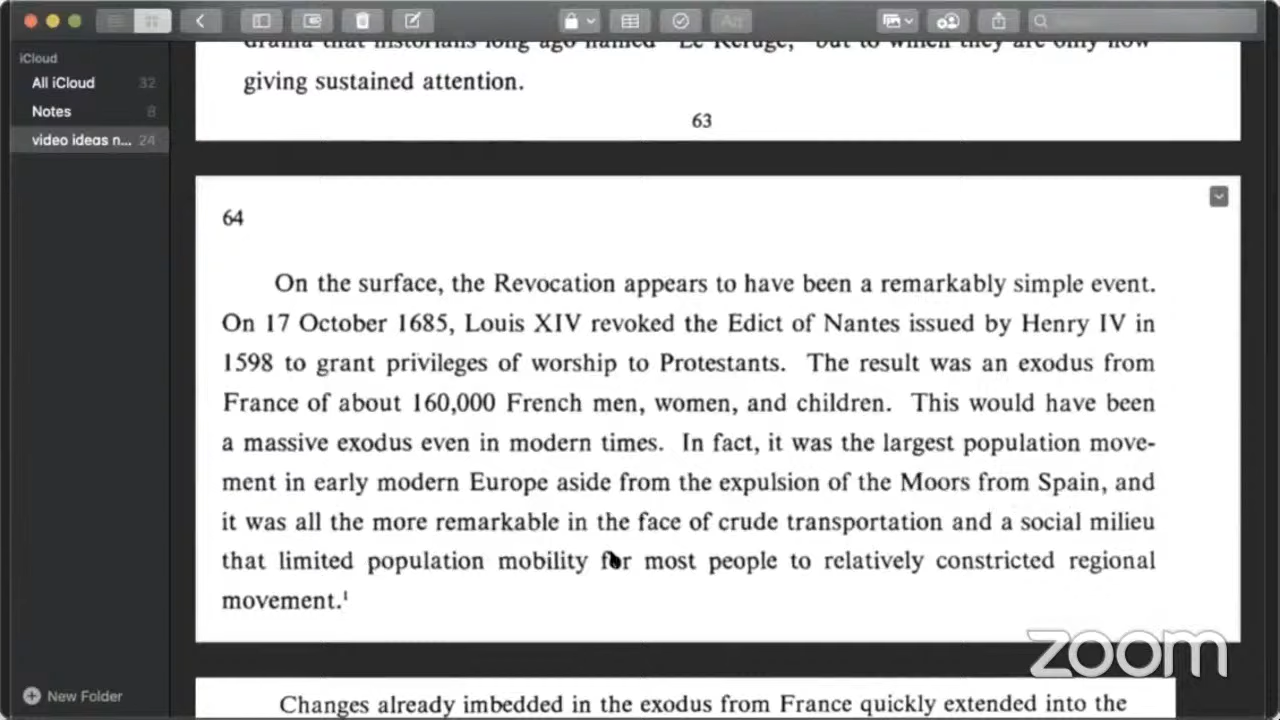 iCloud
All iCloud 32
Notes 8
video ideas n... 24
New Folder
drama that historians long ago named "Le Refuge," but to which they are only now
giving sustained attention.
63
64
On the surface, the Revocation appears to have been a remarkably simple event.
On 17 October 1685, Louis XIV revoked the Edict of Nantes issued by Henry IV in
1598 to grant privileges of worship to Protestants. The result was an exodus from
France of about 160,000 French men, women, and children. This would have been
a massive exodus even in modern times. In fact, it was the largest population move-
ment in early modern Europe aside from the expulsion of the Moors from Spain, and
it was all the more remarkable in the face of crude transportation and a social milieu
that limited population mobility for most people to relatively constricted regional
movement.¹
zoom
Changes already imbedded in the exodus from France quickly extended into the